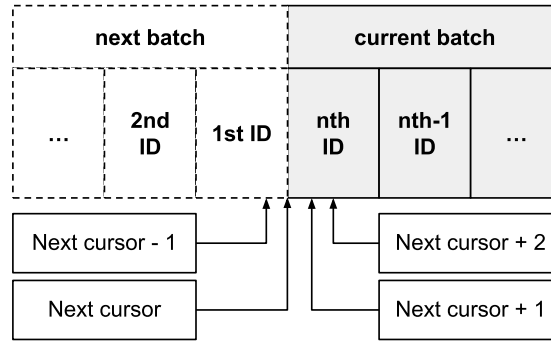 next batch
current batch
...
2nd
ID
1st ID
nth
ID
nth-1
ID
...
Next cursor - 1
Next cursor + 2
Next cursor
Next cursor + 1